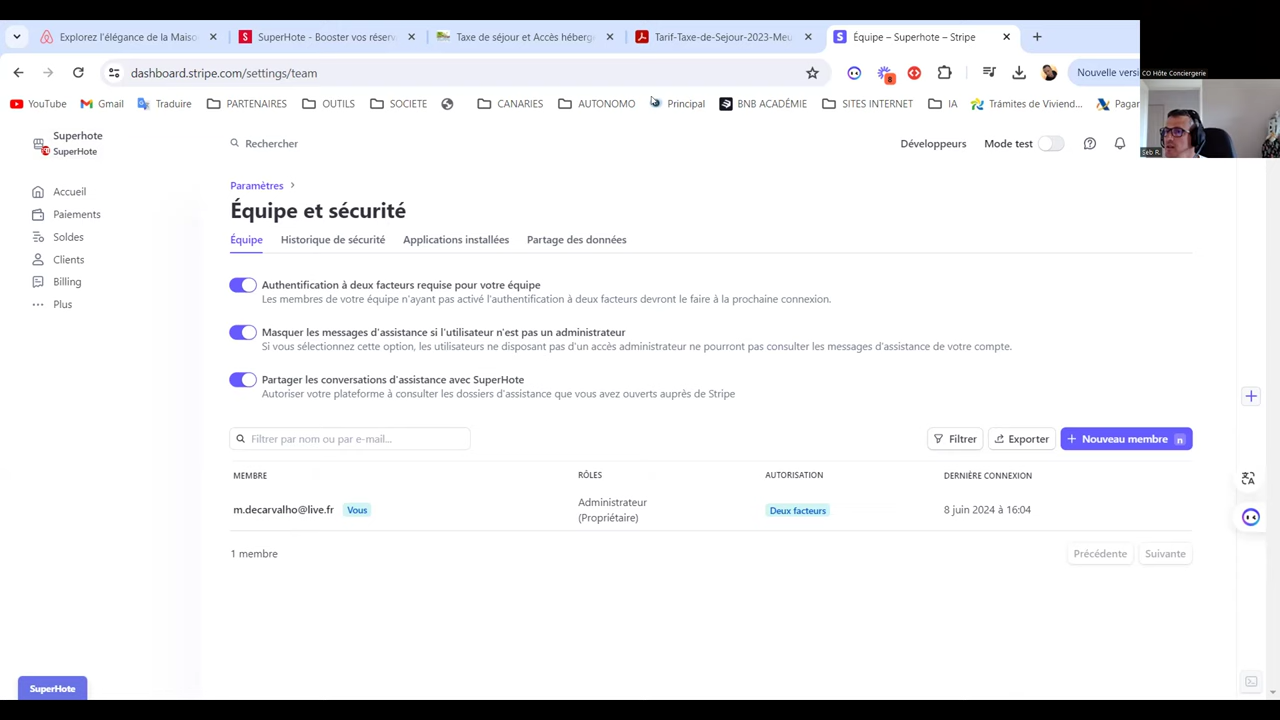 Explorez l'élégance de la Maiso
SuperHote - Booster vos réserv
Taxe de séjour et Accès héberg
Tarif-Taxe-de-Sejour-2023-Meu
Équipe – Superhote – Stripe
dashboard.stripe.com/settings/team
8
Nouvelle versi
CO Hôte Conciergerie
YouTube
Gmail
Traduire
PARTENAIRES
OUTILS
SOCIETE
CANARIES
AUTONOMO
Principal
BNB ACADÉMIE
SITES INTERNET
IA
Trámites de Viviend...
Pagar
Seb R.
Superhote
SuperHote
Rechercher
Développeurs
Mode test
Accueil
Paiements
Soldes
Clients
Billing
Plus
Paramètres
Équipe et sécurité
Équipe
Historique de sécurité
Applications installées
Partage des données
Authentification à deux facteurs requise pour votre équipe
Les membres de votre équipe n'ayant pas activé l'authentification à deux facteurs devront le faire à la prochaine connexion.
Masquer les messages d'assistance si l'utilisateur n'est pas un administrateur
Si vous sélectionnez cette option, les utilisateurs ne disposant pas d'un accès administrateur ne pourront pas consulter les messages d'assistance de votre compte.
Partager les conversations d'assistance avec SuperHote
Autoriser votre plateforme à consulter les dossiers d'assistance que vous avez ouverts auprès de Stripe
Filtrer par nom ou par e-mail...
Filtrer
Exporter
Nouveau membre n
MEMBRE
RÔLES
AUTORISATION
DERNIÈRE CONNEXION
m.decarvalho@live.fr
Vous
Administrateur
(Propriétaire)
Deux facteurs
8 juin 2024 à 16:04
1 membre
Précédente
Suivante
SuperHote